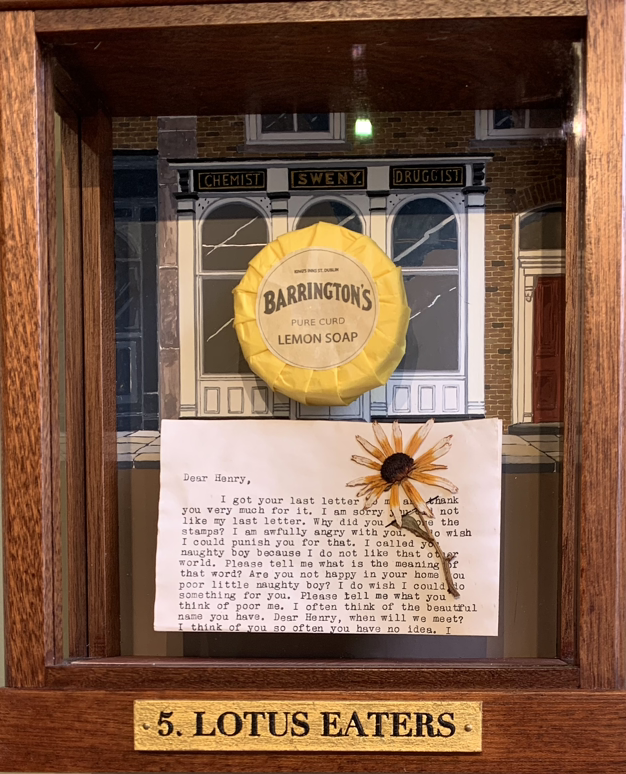 CHEMIST SWENY. DRUGGIST
BARRINGTON'S
PURE CURD
LEMON SOAP
Dear Henry,
I got your last letter to me and thank
you very much for it. I am sorry you did not
like my last letter. Why did you the
stamps? I am awfully angry with you. do wish
I could punish you for that. I called you
naughty boy because I do not like that other
world. Please tell me what is the meaning of
that word? Are you not happy in your home you
poor little naughty boy? I do wish I could do
something for you. Please tell me what you
think of poor me. I often think of the beautiful
name you have. Dear Henry, when will we meet?
I think of you so often you have no idea. I
5. LOTUS EATERS